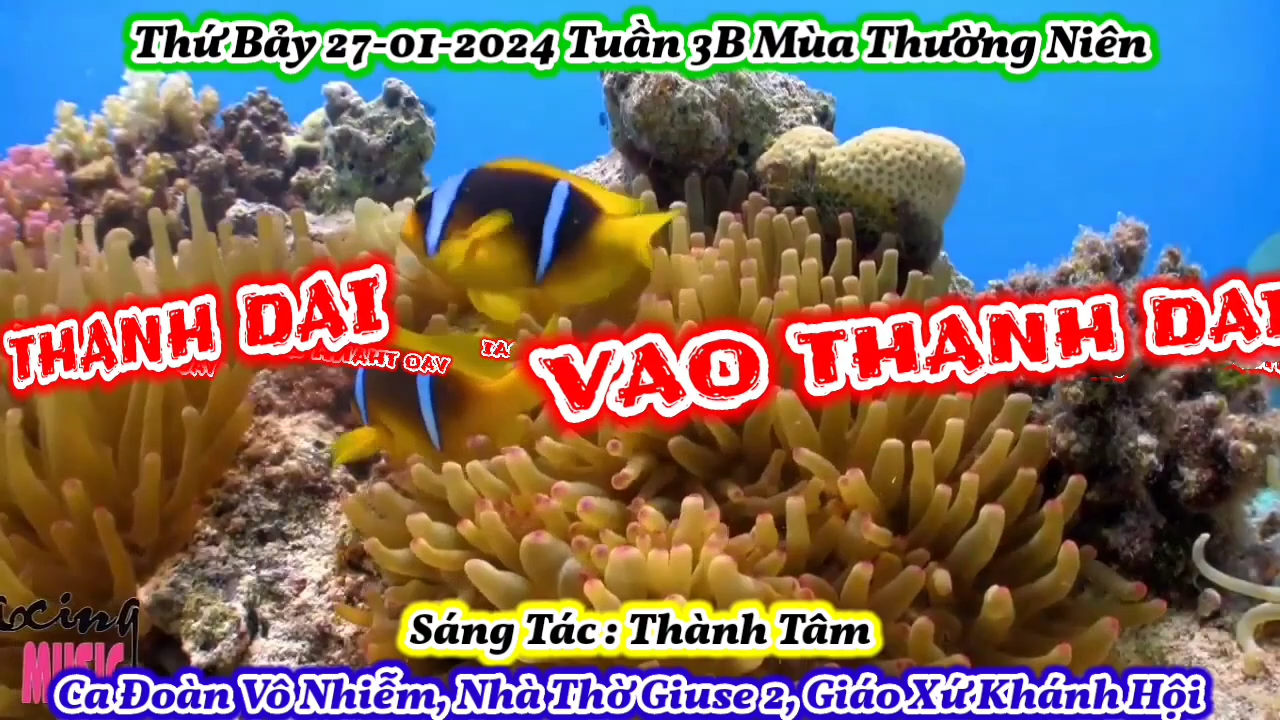 Thứ Bảy 27-01-2024 Tuần 3B Mùa Thường Niên
THANH DAI VAO THANH DAI
Sáng Tác : Thành Tâm
MUSIC
Ca Đoàn Vô Nhiễm, Nhà Thờ Giuse 2, Giáo Xứ Khánh Hội